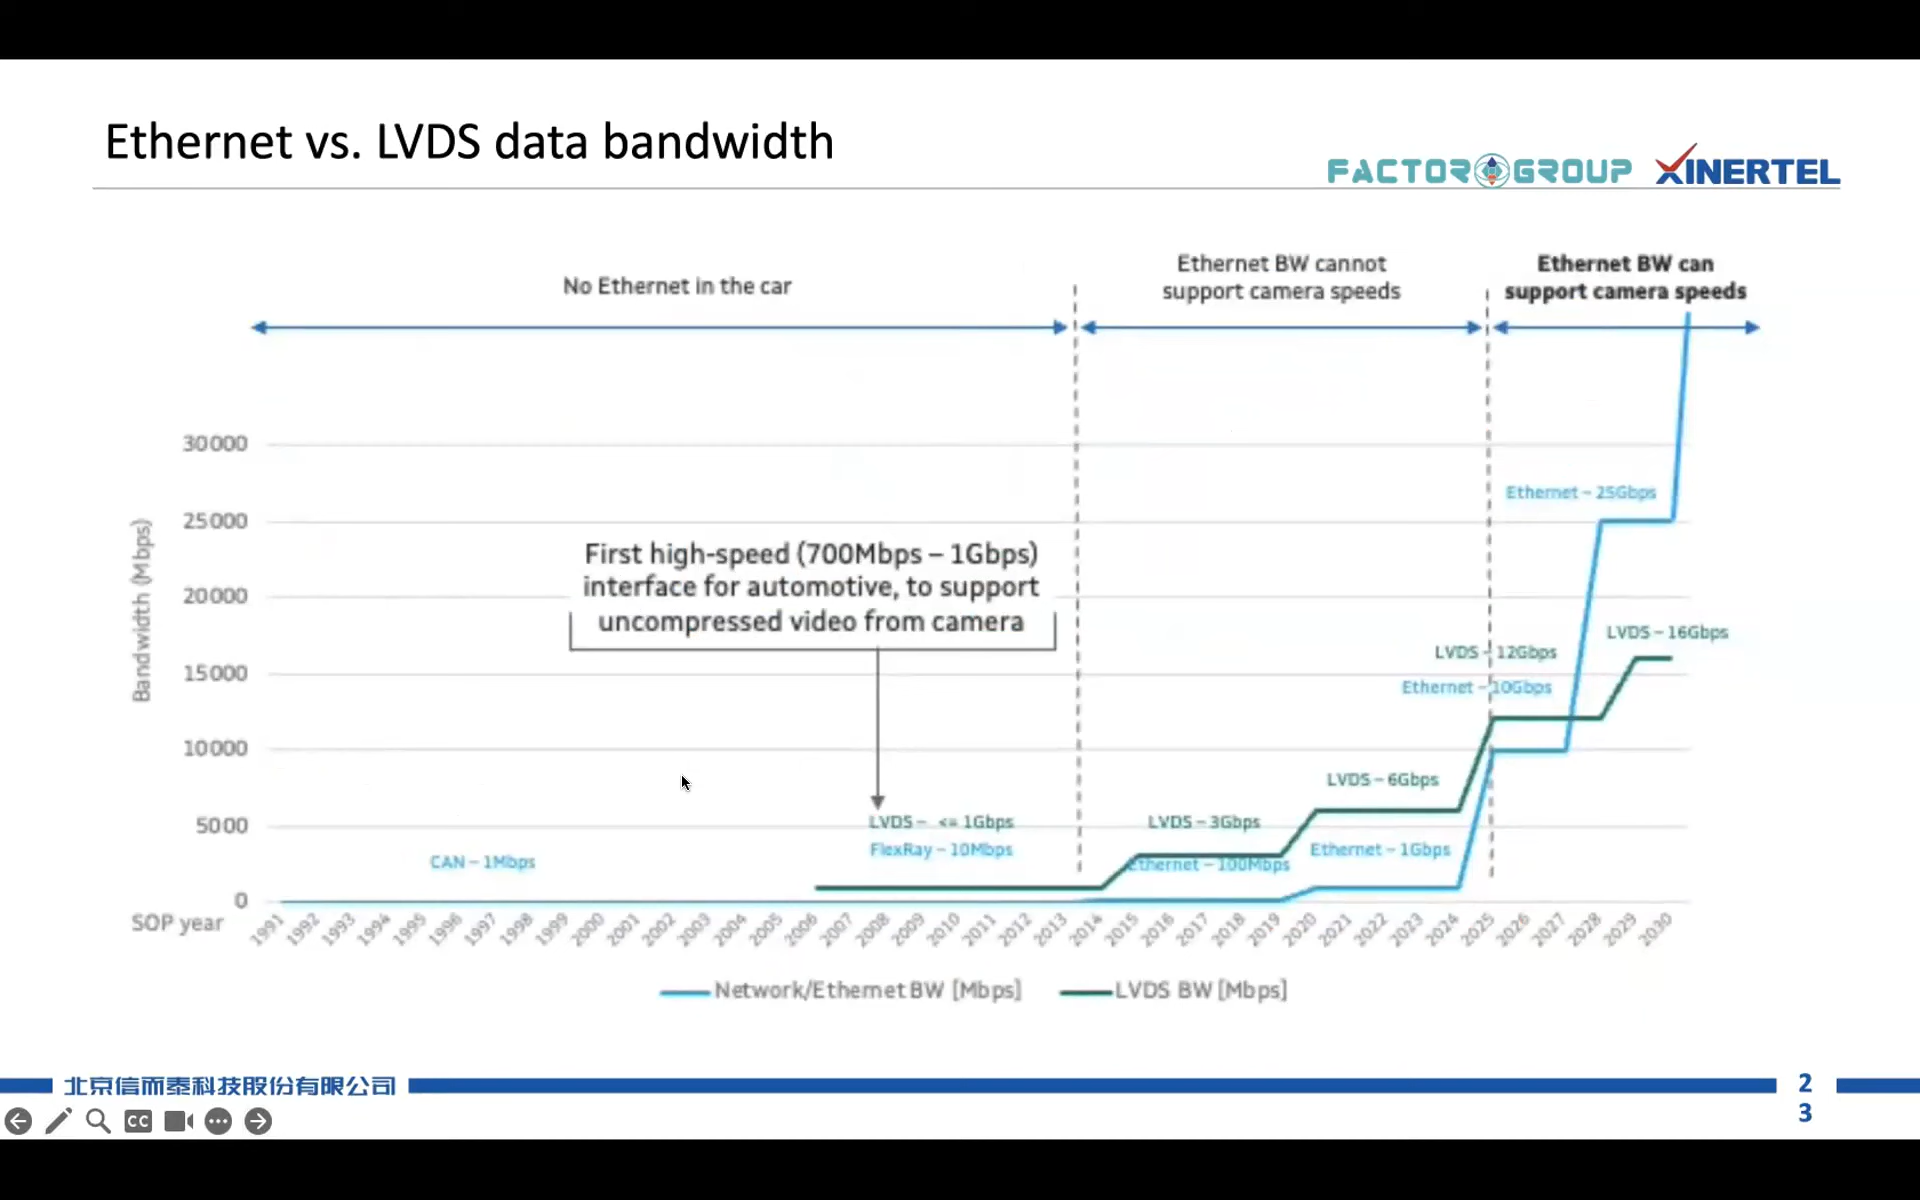 Ethernet vs. LVDS data bandwidth
FACTOR GROUP
XINERTEL
No Ethernet in the car
Ethernet BW cannot
support camera speeds
Ethernet BW can
support camera speeds
30000
25000
20000
15000
10000
5000
0
Bandwidth (Mbps)
First high-speed (700Mbps – 1Gbps)
interface for automotive, to support
uncompressed video from camera
CAN – 1Mbps
LVDS – <= 1Gbps
FlexRay – 10Mbps
LVDS – 3Gbps
Ethernet – 100Mbps
LVDS – 6Gbps
Ethernet – 1Gbps
LVDS – 12Gbps
Ethernet – 10Gbps
Ethernet – 25Gbps
LVDS – 16Gbps
SOP year
1991 1992 1993 1994 1995 1996 1997 1998 1999 2000 2001 2002 2003 2004 2005 2006 2007 2008 2009 2010 2011 2012 2013 2014 2015 2016 2017 2018 2019 2020 2021 2022 2023 2024 2025 2026 2027 2028 2029 2030
Network/Ethernet BW [Mbps]
LVDS BW [Mbps]
北京信而泰科技股份有限公司
2
3
CC